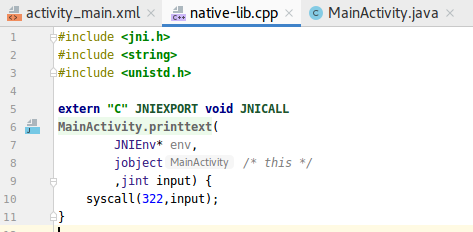 activity_main.xml × native-lib.cpp × MainActivity.java ×
1 #include <jni.h>
2 #include <string>
3 #include <unistd.h>
4
5 extern "C" JNIEXPORT void JNICALL
6 MainActivity.printtext(
7 JNIEnv* env,
8 jobject MainActivity /* this */
9 ,jint input) {
10 syscall(322,input);
11 }